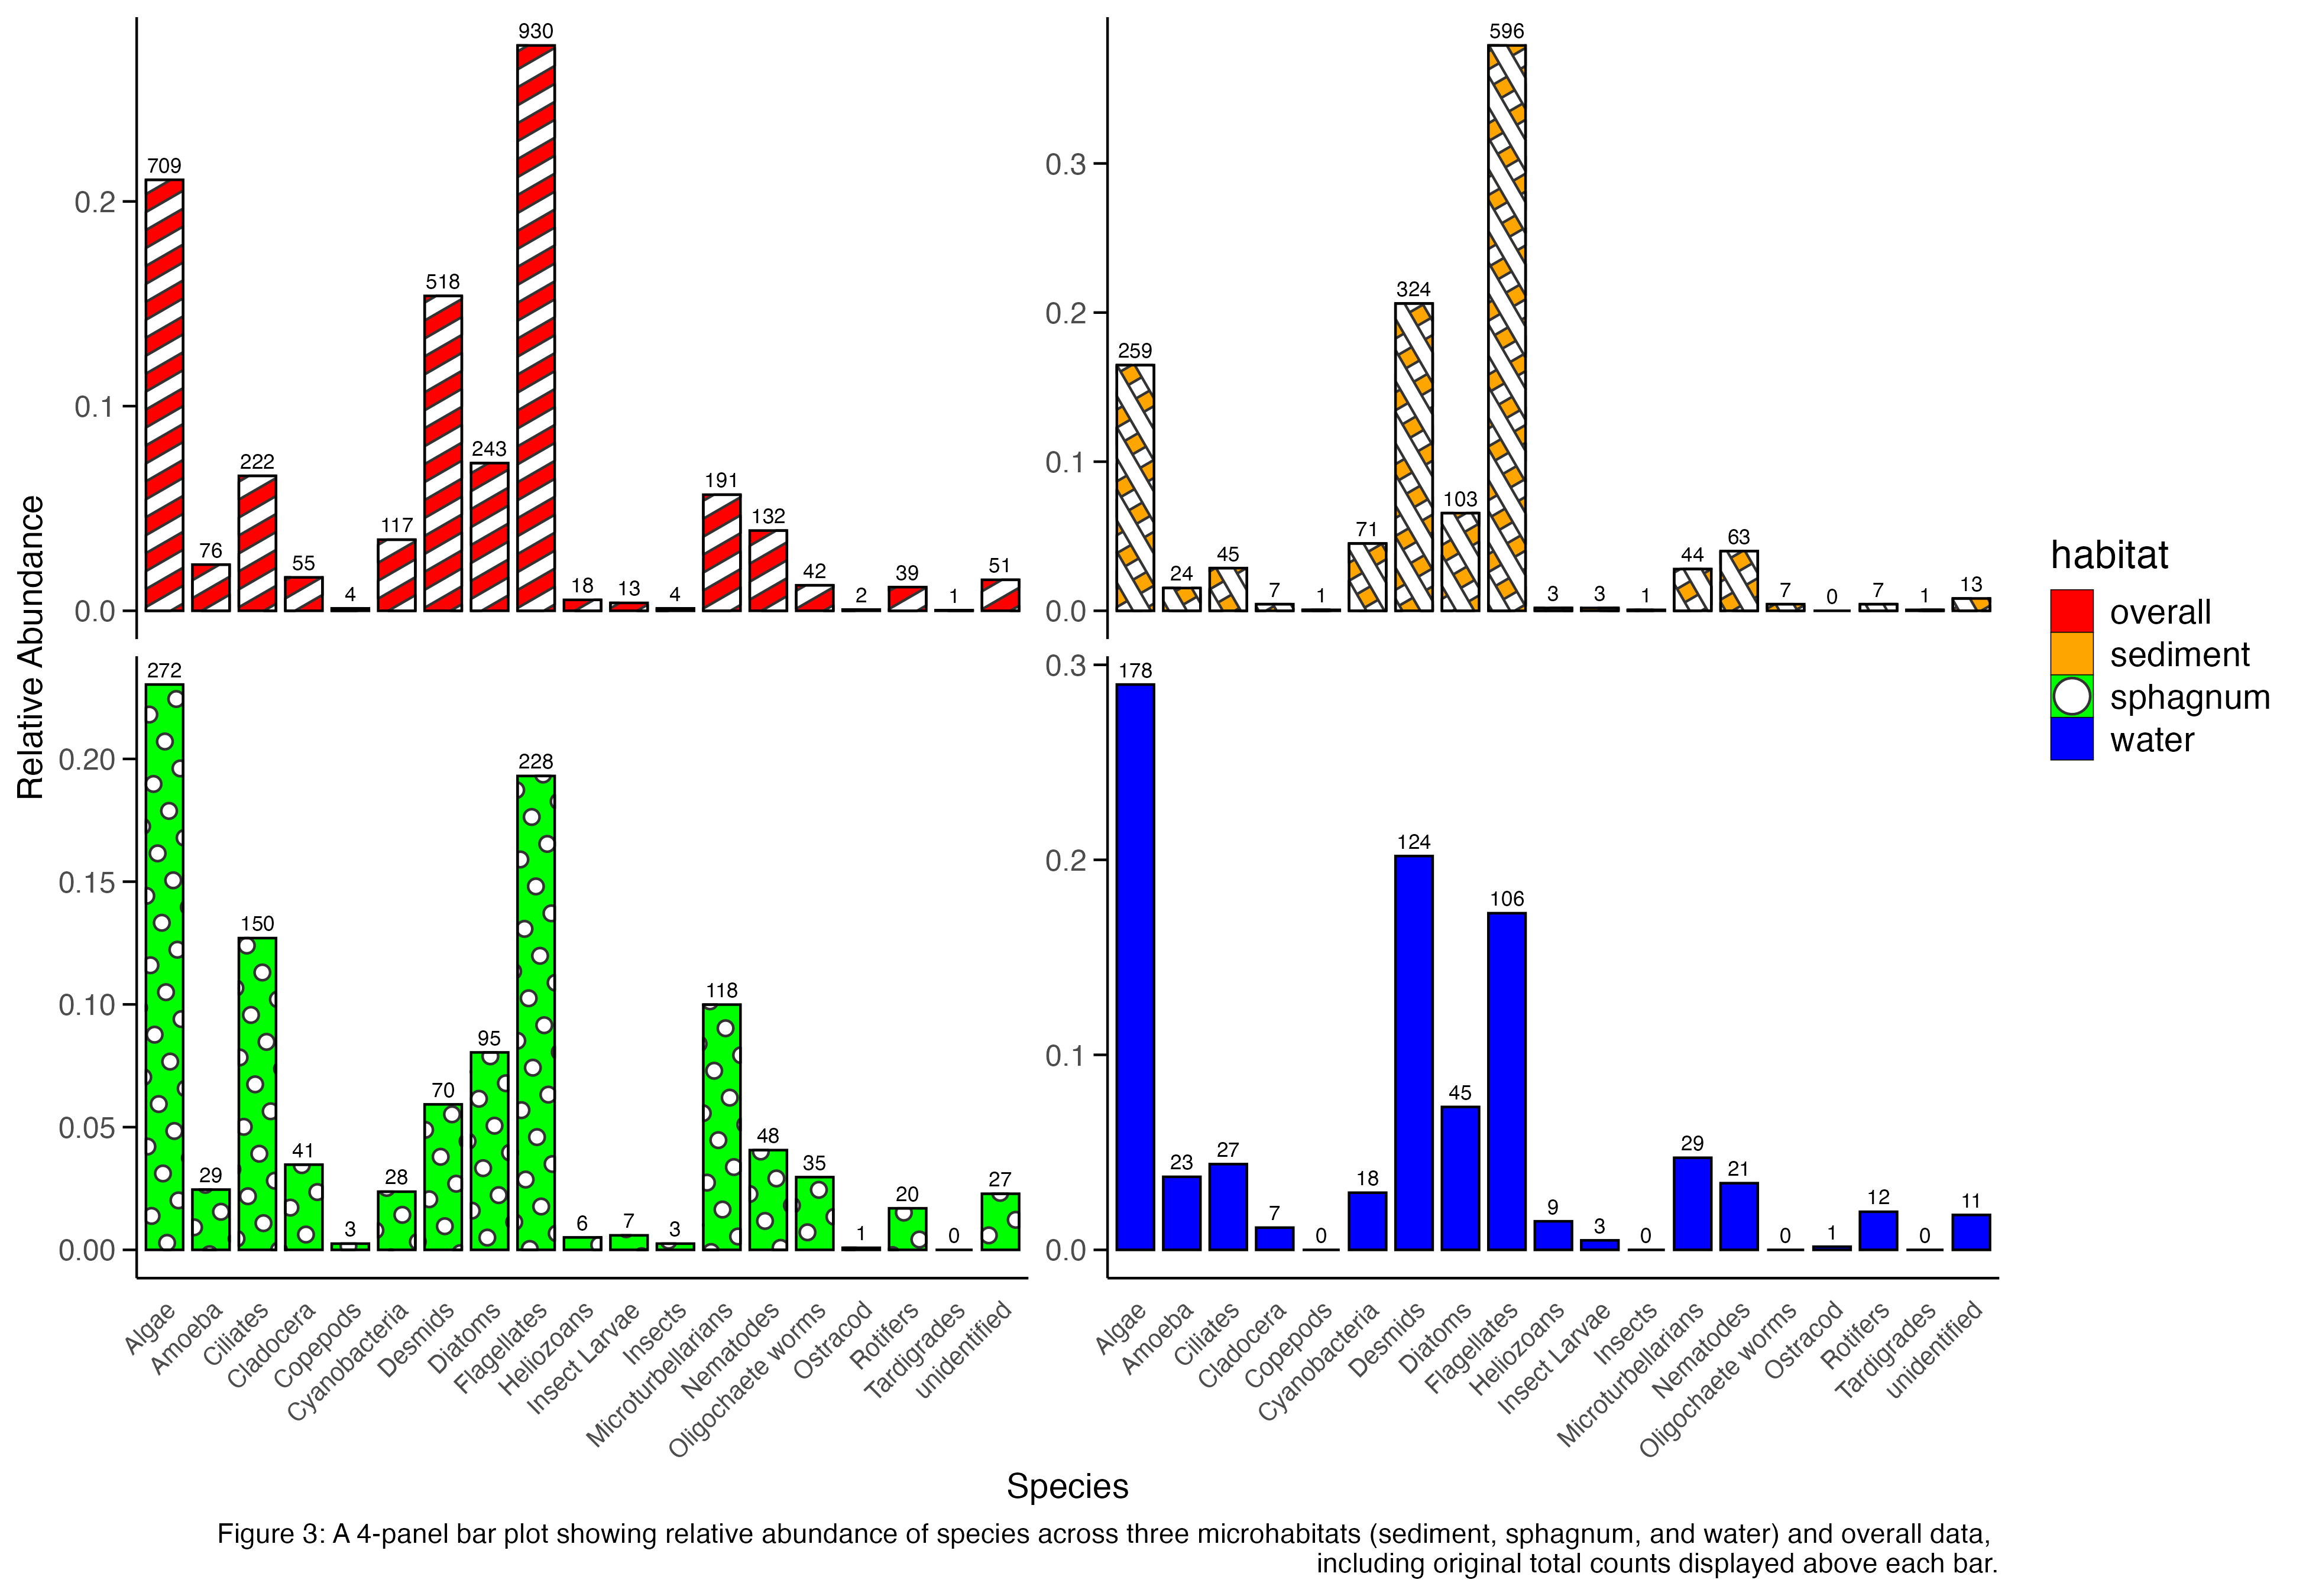 Relative Abundance
0.2
0.1
0.0
709
76
222
55
4
117
518
243
930
18
13
4
191
132
42
2
39
1
51
0.3
0.2
0.1
0.0
259
24
45
7
1
71
324
103
596
3
3
1
44
63
7
0
7
1
13
0.20
0.15
0.10
0.05
0.00
272
29
150
41
3
28
70
95
228
6
7
3
118
48
35
1
20
0
27
Algae
Amoeba
Ciliates
Cladocera
Copepods
Cyanobacteria
Desmids
Diatoms
Flagellates
Heliozoans
Insect Larvae
Insects
Microturbellarians
Nematodes
Oligochaete worms
Ostracod
Rotifers
Tardigrades
unidentified
0.3
0.2
0.1
0.0
178
23
27
7
0
18
124
45
106
9
3
0
29
21
0
1
12
0
11
Algae
Amoeba
Ciliates
Cladocera
Copepods
Cyanobacteria
Desmids
Diatoms
Flagellates
Heliozoans
Insect Larvae
Insects
Microturbellarians
Nematodes
Oligochaete worms
Ostracod
Rotifers
Tardigrades
unidentified
Species
habitat
overall
sediment
sphagnum
water
Figure 3: A 4-panel bar plot showing relative abundance of species across three microhabitats (sediment, sphagnum, and water) and overall data,
including original total counts displayed above each bar.